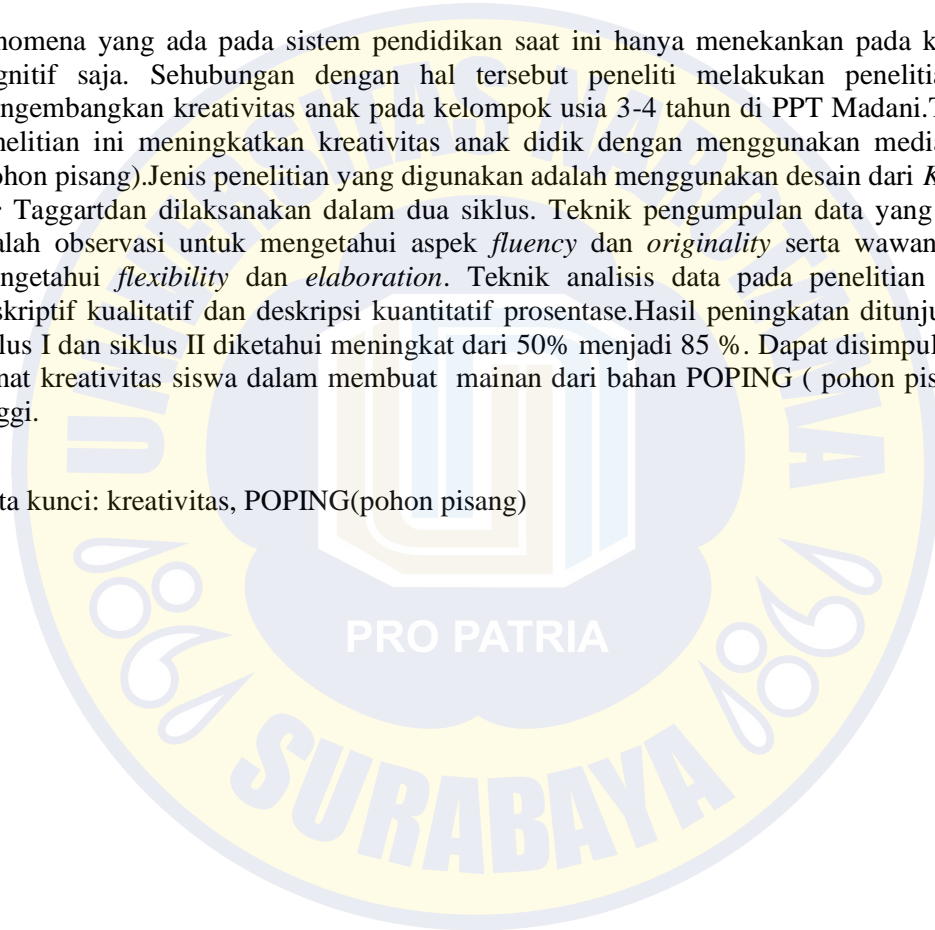 nomena yang ada pada sistem pendidikan saat ini hanya menekankan pada k
gnitif saja. Sehubungan dengan hal tersebut peneliti melakukan peneliti
ngembangkan kreativitas anak pada kelompok usia 3-4 tahun di PPT Madani.T
nelitian ini meningkatkan kreativitas anak didik dengan menggunakan media
ohon pisang).Jenis penelitian yang digunakan adalah menggunakan desain dari K
Taggartdan dilaksanakan dalam dua siklus. Teknik pengumpulan data yang
alah observasi untuk mengetahui aspek fluency dan originality serta wawan
ngetahui flexibility dan elaboration. Teknik analisis data pada penelitian
skriptif kualitatif dan deskripsi kuantitatif prosentase.Hasil peningkatan ditunju
lus I dan siklus II diketahui meningkat dari 50% menjadi 85 %. Dapat disimpul
nat kreativitas siswa dalam membuat mainan dari bahan POPING ( pohon pis
ggi.
ta kunci: kreativitas, POPING(pohon pisang)
UNIVERSITAS NAROTAMA
PRO PATRIA
SURABAYA